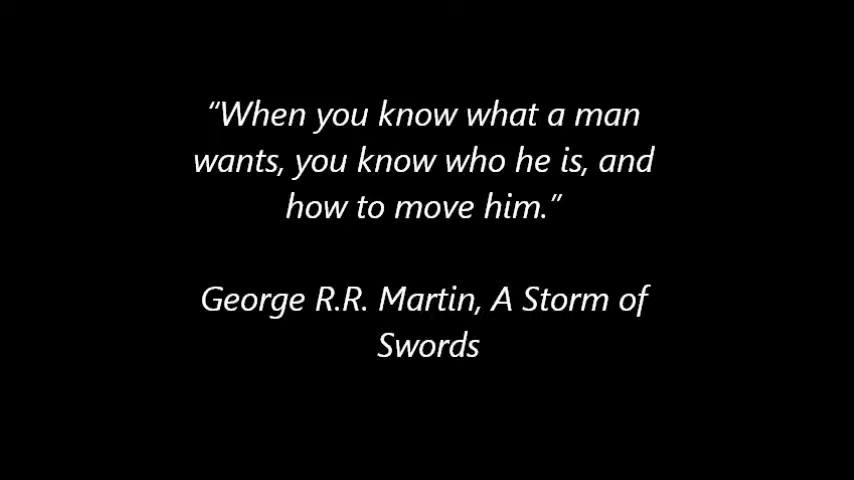 “When you know what a man
wants, you know who he is, and
how to move him.”
George R.R. Martin, A Storm of
Swords